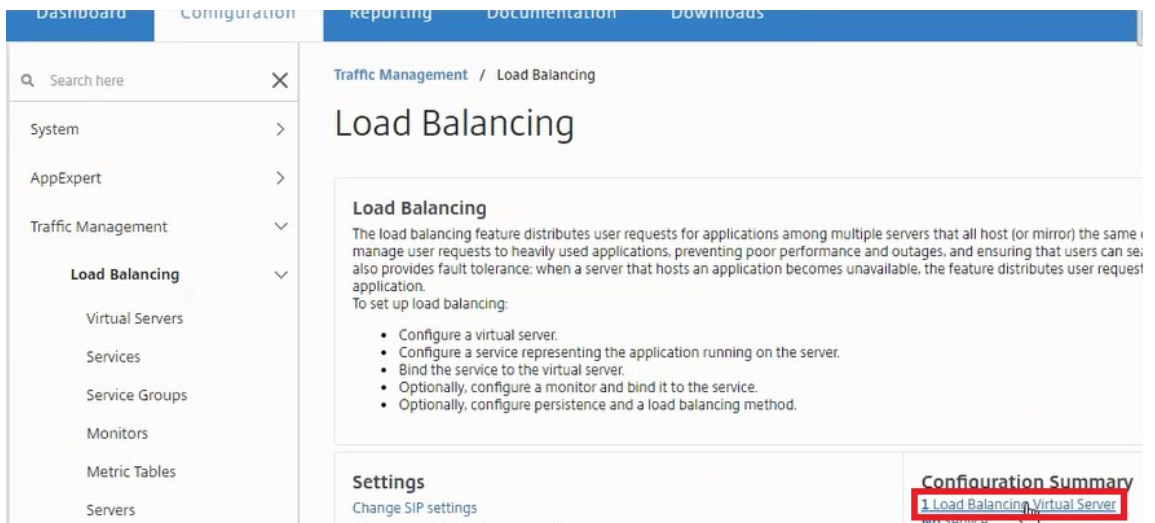 Dashboard Configuration Reporting Documentation Downloads
Search here
System
AppExpert
Traffic Management
Load Balancing
Virtual Servers
Services
Service Groups
Monitors
Metric Tables
Servers
Traffic Management / Load Balancing
Load Balancing
Load Balancing
The load balancing feature distributes user requests for applications among multiple servers that all host (or mirror) the same
manage user requests to heavily used applications, preventing poor performance and outages, and ensuring that users can
also provides fault tolerance: when a server that hosts an application becomes unavailable, the feature distributes user request
application.
To set up load balancing:
• Configure a virtual server.
• Configure a service representing the application running on the server.
• Bind the service to the virtual server.
• Optionally, configure a monitor and bind it to the service.
• Optionally, configure persistence and a load balancing method.
Settings
Change SIP settings
Configuration Summary
1 Load Balancing Virtual Server